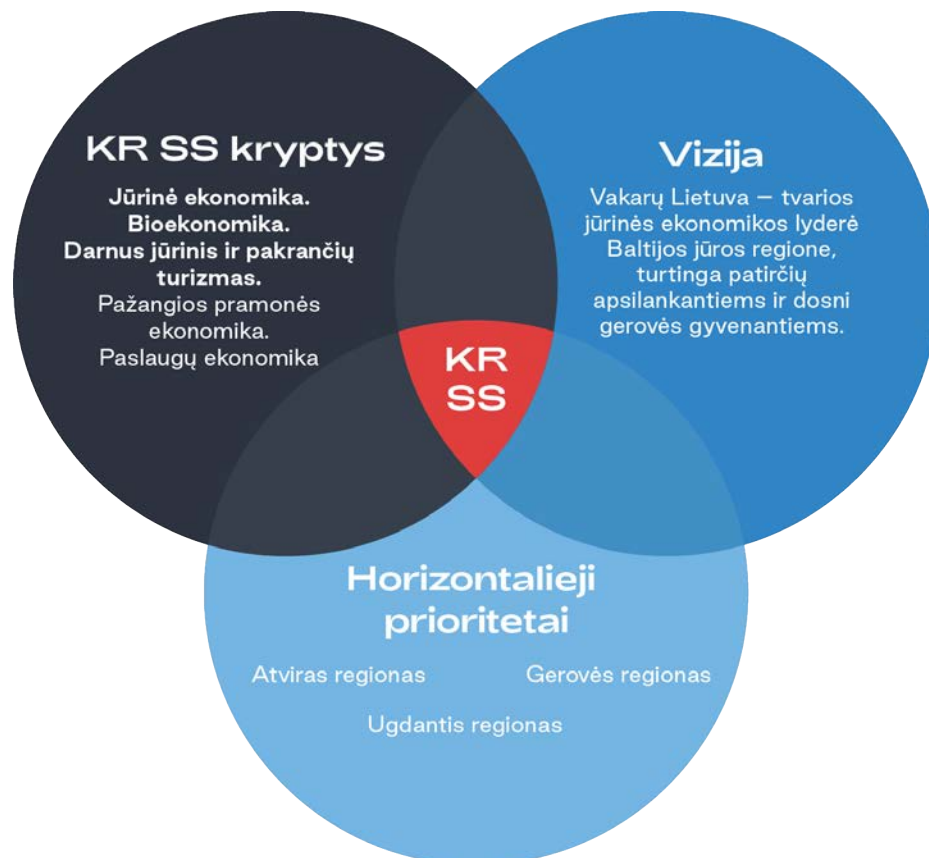 KR SS kryptys
Jūrinė ekonomika.
Bioekonomika.
Darnus jūrinis ir pakrančių
turizmas.
Pažangios pramonės
ekonomika.
Paslaugų ekonomika
Vizija
Vakarų Lietuva – tvarios
jūrinės ekonomikos lyderė
Baltijos jūros regione,
turtinga patirčių
apsilankantiems ir dosni
gerovės gyvenantiems.
KR
SS
Horizontalieji
prioritetai
Atviras regionas
Gerovės regionas
Ugdantis regionas